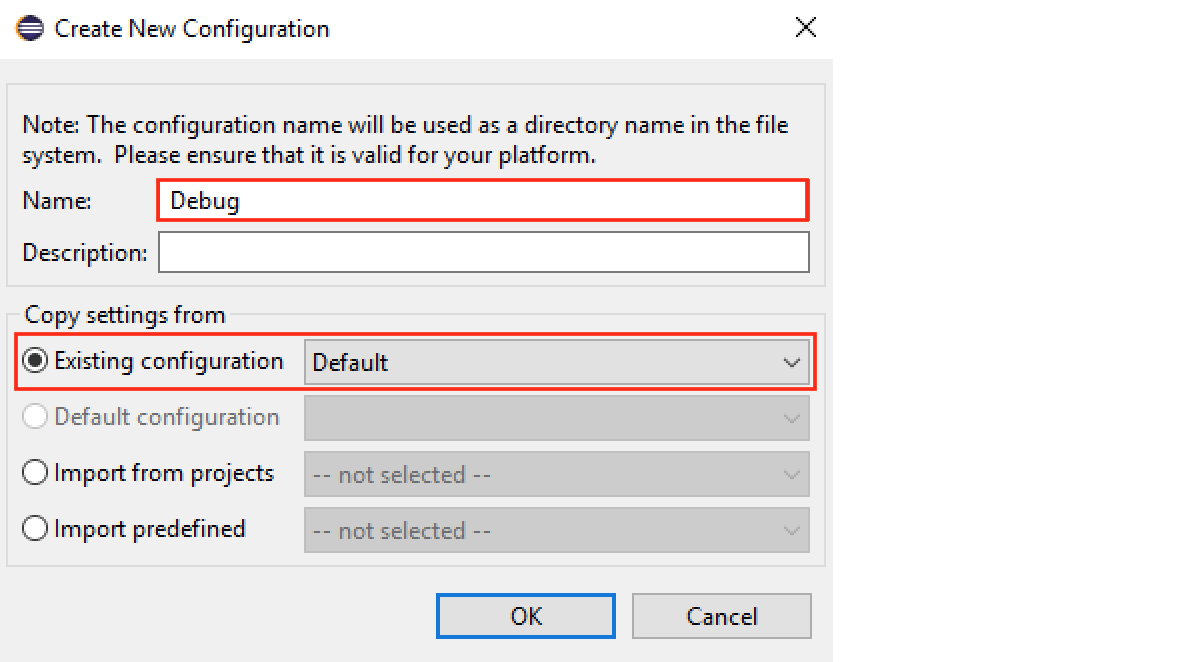 Create New Configuration
Note: The configuration name will be used as a directory name in the file
system.  Please ensure that it is valid for your platform.
Name: Debug
Description:
Copy settings from
Existing configuration Default
Default configuration
Import from projects -- not selected --
Import predefined -- not selected --
OK Cancel